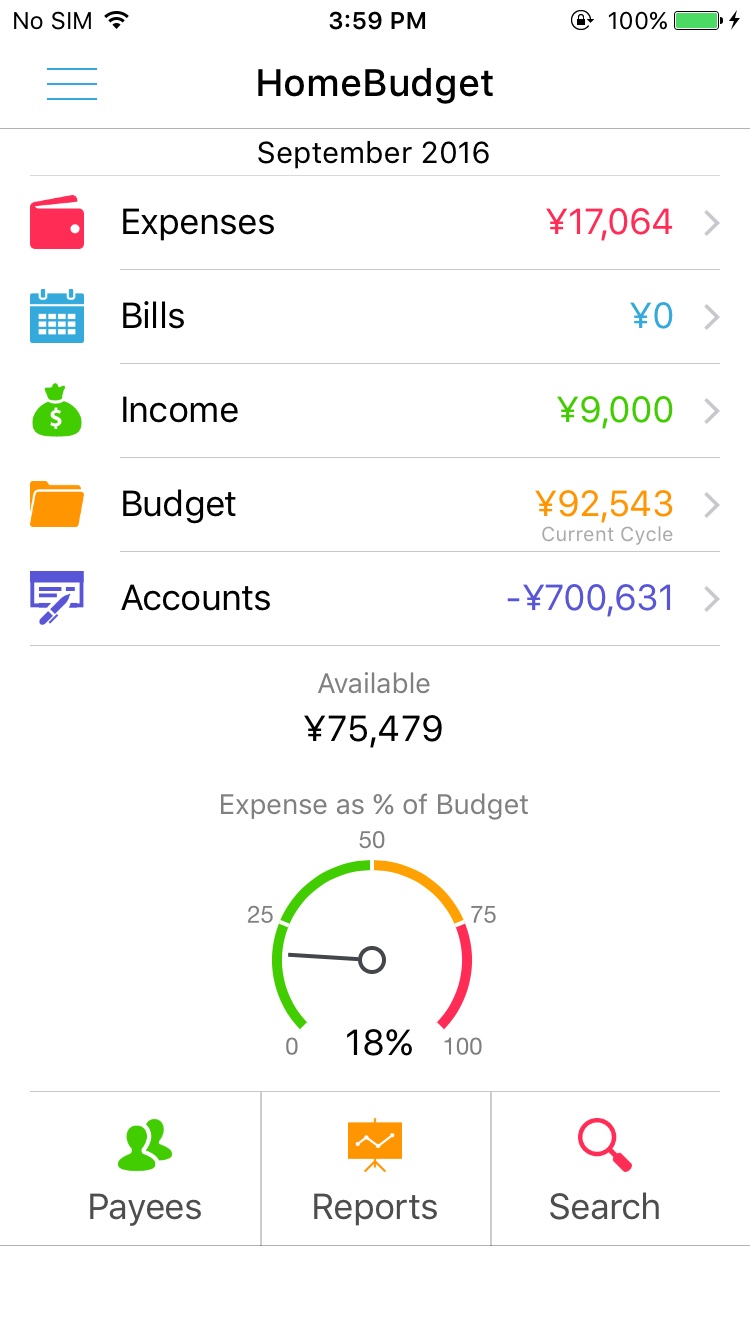 No SIM 3:59 PM 100%
HomeBudget
September 2016
Expenses ¥17,064
Bills ¥0
$
Income ¥9,000
Budget ¥92,543
Current Cycle
Accounts -¥700,631
Available
¥75,479
Expense as % of Budget
50
25 75
0 18% 100
Payees Reports Search